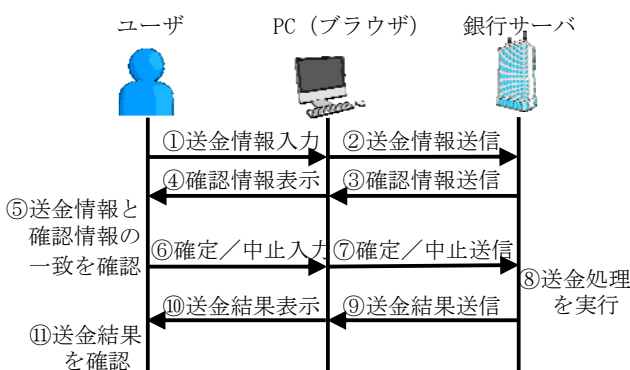 ユーザ
PC (ブラウザ)
銀行サーバ
①送金情報入力
②送金情報送信
④確認情報表示
③確認情報送信
⑤送金情報と
確認情報の
一致を確認
⑥確定／中止入力
⑦確定／中止送信
⑧送金処理
を実行
⑩送金結果表示
⑨送金結果送信
⑪送金結果
を確認